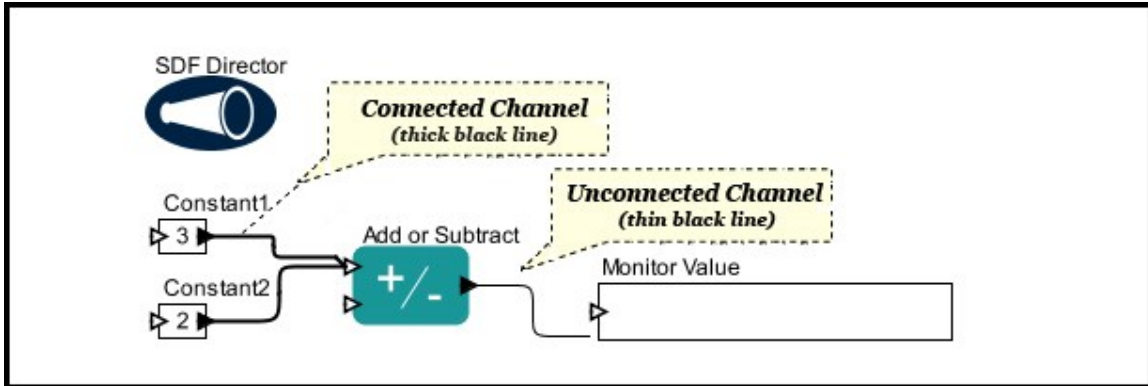 SDF Director
Connected Channel
(thick black line)
Unconnected Channel
(thin black line)
Constant1
3
Add or Subtract
+/-
Monitor Value
Constant2
2